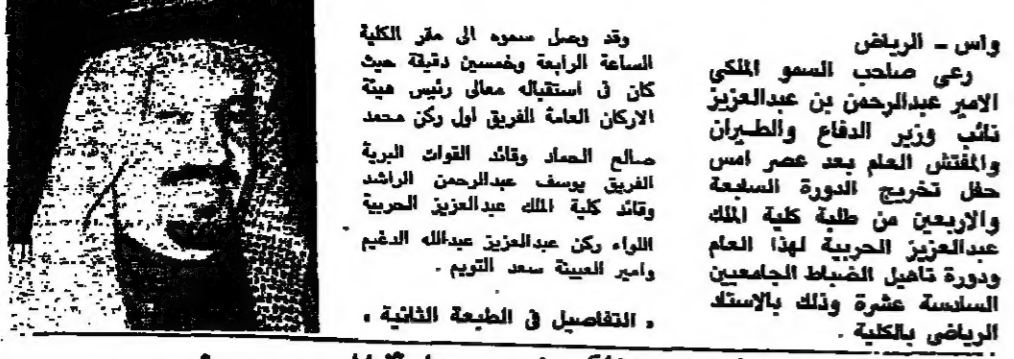 واس - الرياض
رعى صاحب السمو الملكي
الامير عبدالرحمن بن عبدالعزيز
نائب وزير الدفاع والطيران
والمفتش العام بعد عصر امس
حفل تخريج الدورة السابعة
والاربعين من طلبة كلية الملك
عبدالعزيز الحربية لهذا العام
ودورة تاهيل الضباط الجامعيين
السادسة عشرة وذلك بالاستاد
الرياضى بالكلية .
وقد وصل سموه الى مقر الكلية
الساعة الرابعة وخمسين دقيقة حيث
كان فى استقباله معالى رئيس هيئة
الاركان العامة الفريق اول ركن محمد
صالح الحماد وقائد القوات البرية
الفريق يوسف عبدالرحمن الراشد
وقائد كلية الملك عبدالعزيز الحربية
اللواء ركن عبدالعزيز عبدالله الدغيم
وامير العيينة سعد التويم .
« التفاصيل فى الطبعة الثانية »